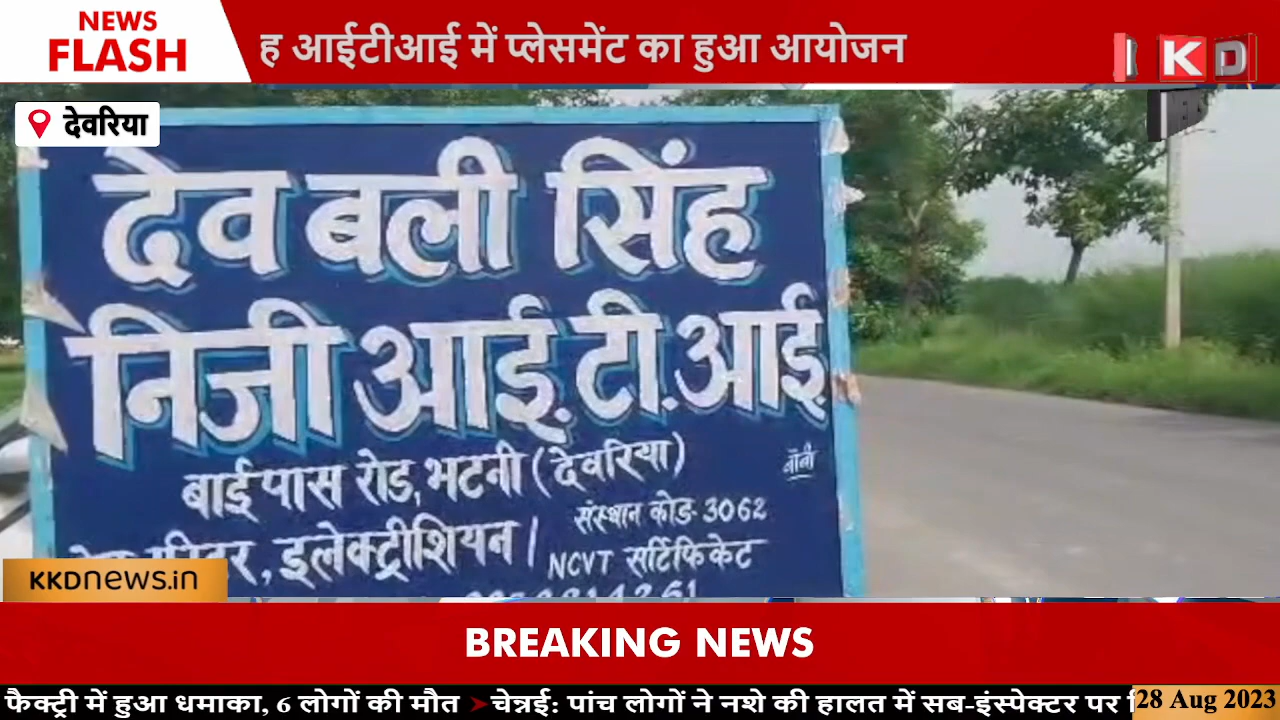 NEWS
FLASH
ह आईटीआई में प्लेसमेंट का हुआ आयोजन
KD
देवरिया
देव बली सिंह
निजी आई.टी.आई.
बाईपास रोड, भटनी (देवरिया)
बॉबी
संस्थान कोड-3062
इलेक्ट्रीशियन /
NCVT सर्टिफिकेट
KKDnews.in
BREAKING NEWS
फैक्ट्री में हुआ धमाका, 6 लोगों की मौत ➤चेन्नई: पांच लोगों ने नशे की हालत में सब-इंस्पेक्टर पर
28 Aug 2023